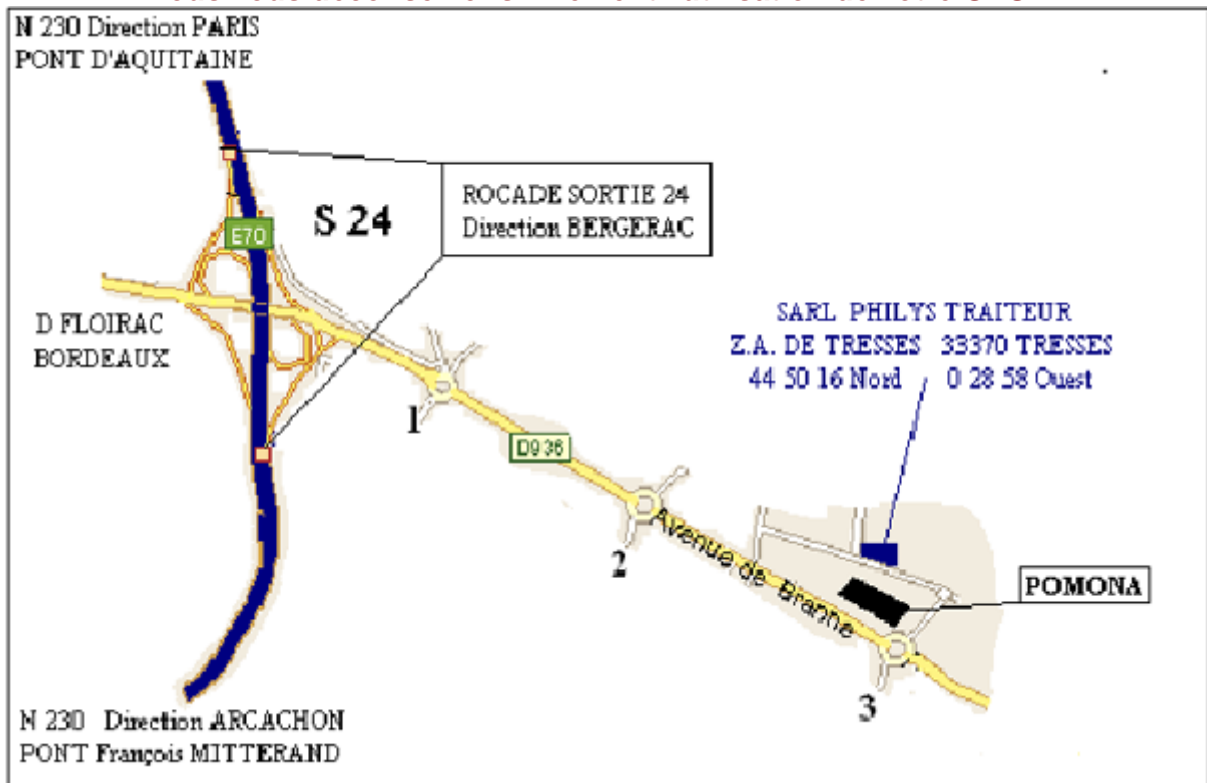 N 230 Direction PARIS
PONT D'AQUITAINE
ROCADE SORTIE 24
Direction BERGERAC
S 24
E70
D FLOIRAC
BORDEAUX
SARL PHILYS TRAITEUR
Z.A. DE TRESSES 33370 TRESSES
44 50 16 Nord 0 28 58 Ouest
1
D936
2
Avenue de Branne
POMONA
3
N 230 Direction ARCACHON
PONT François MITTERAND